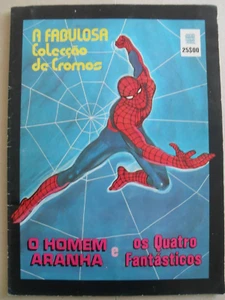 A FABULOSA
Colecção
de Cromos
25$00
O HOMEM
ARANHA
e
os Quatro
Fantásticos